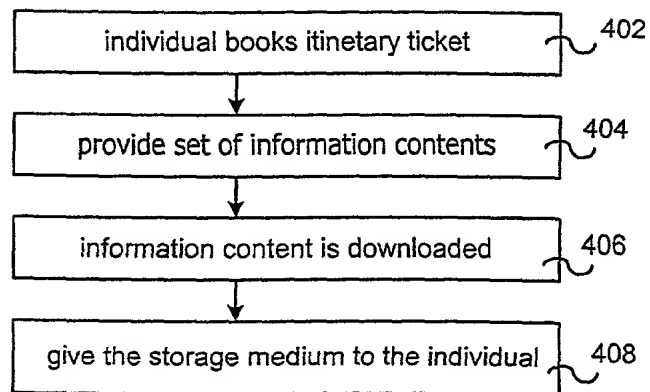 individual books itinetary ticket 402
provide set of information contents 404
information content is downloaded 406
give the storage medium to the individual 408